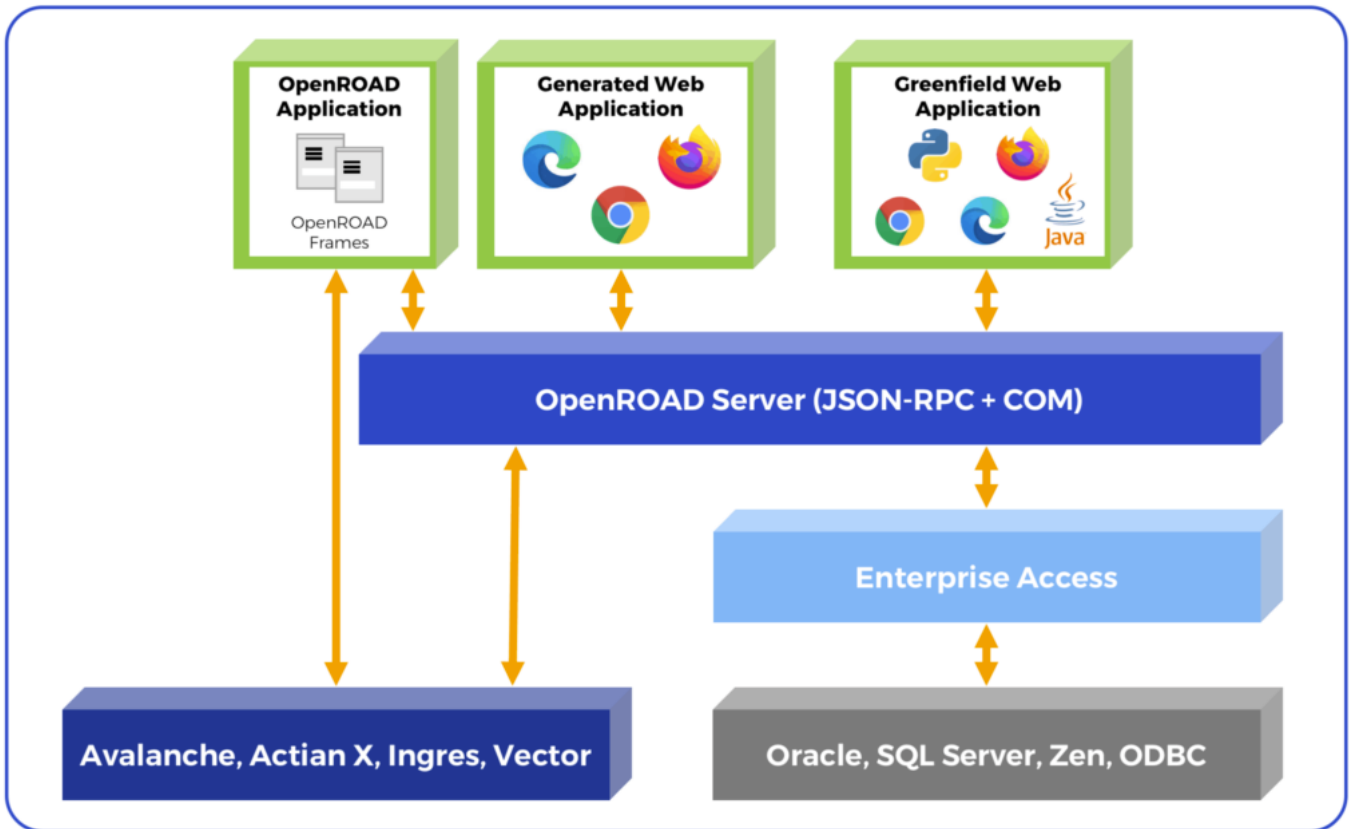 OpenROAD
Application
OpenROAD
Frames
Generated Web
Application
Greenfield Web
Application
Java
OpenROAD Server (JSON-RPC + COM)
Enterprise Access
Avalanche, Actian X, Ingres, Vector
Oracle, SQL Server, Zen, ODBC